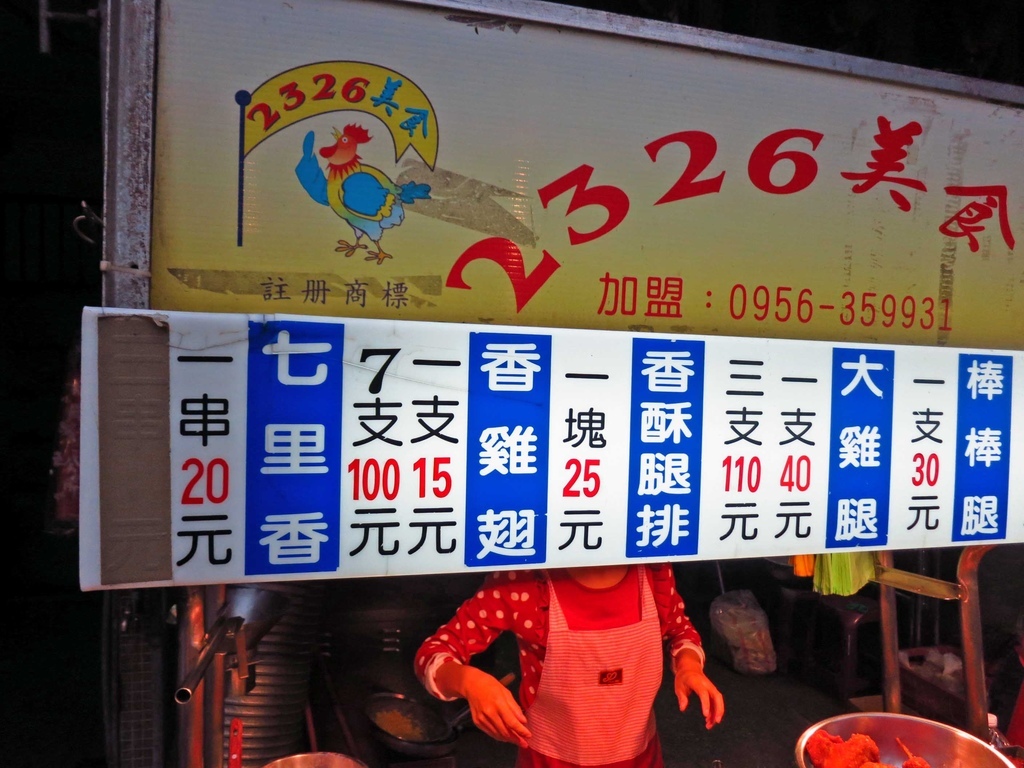 2326美食
2326美食
註册商標
加盟：0956-359931
棒棒腿
一支30元
大雞腿
一支40元
三支110元
香酥腿排
一塊25元
香雞翅
一支15元
7支100元
七里香
一串20元